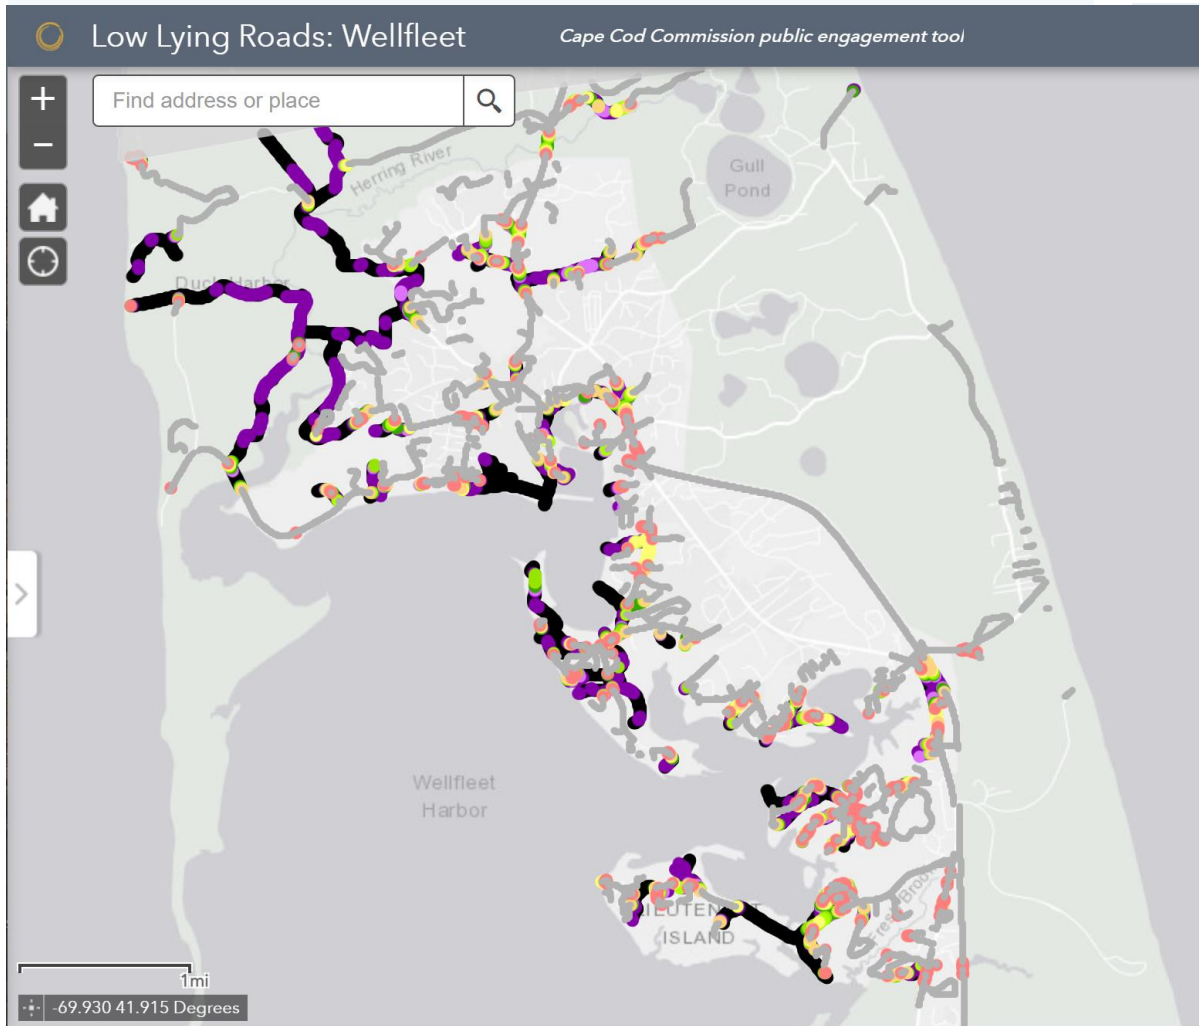 Low Lying Roads: Wellfleet
Cape Cod Commission public engagement tool
Find address or place
Herring River
Gull
Pond
Duck Harbor
Wellfleet
Harbor
ISLAND
1mi
-69.930 41.915 Degrees